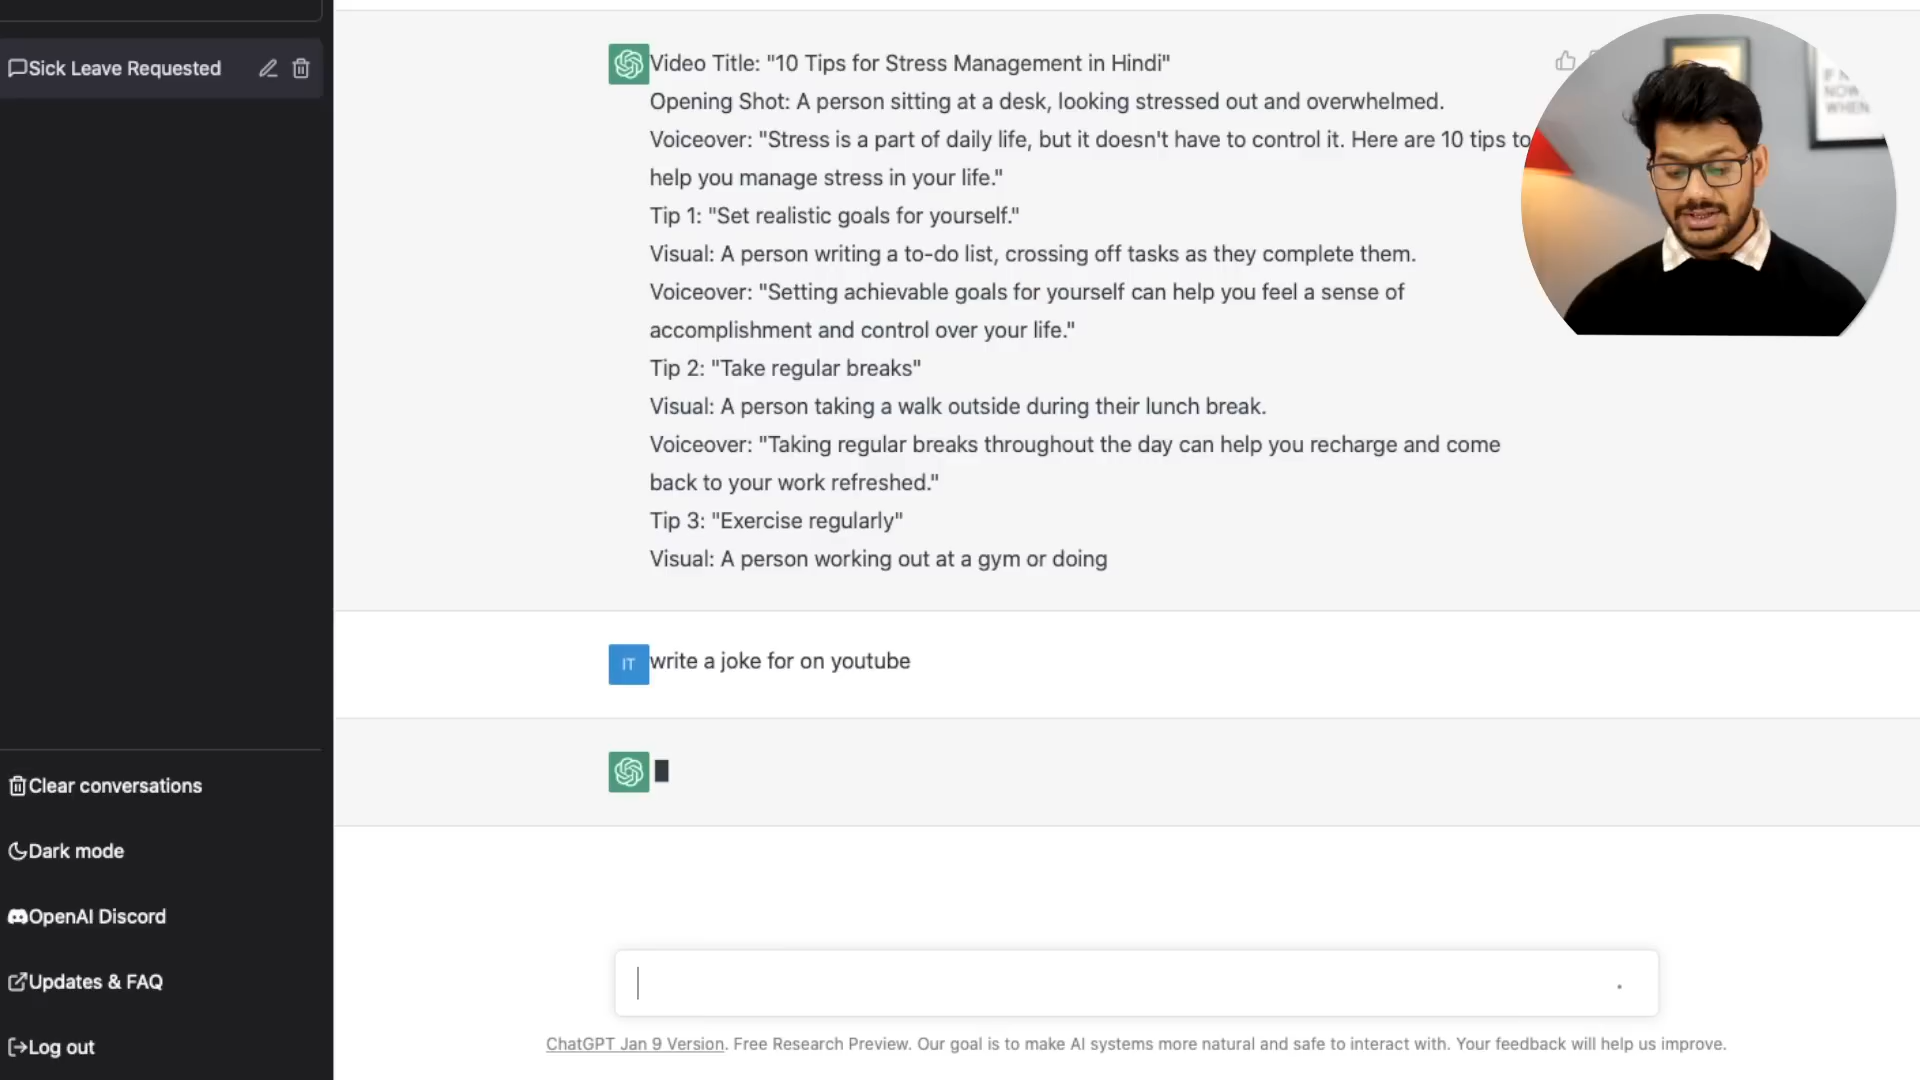 Sick Leave Requested
Clear conversations
Dark mode
OpenAI Discord
Updates & FAQ
Log out
Video Title: "10 Tips for Stress Management in Hindi"
Opening Shot: A person sitting at a desk, looking stressed out and overwhelmed.
Voiceover: "Stress is a part of daily life, but it doesn't have to control it. Here are 10 tips to
help you manage stress in your life."
Tip 1: "Set realistic goals for yourself."
Visual: A person writing a to-do list, crossing off tasks as they complete them.
Voiceover: "Setting achievable goals for yourself can help you feel a sense of
accomplishment and control over your life."
Tip 2: "Take regular breaks"
Visual: A person taking a walk outside during their lunch break.
Voiceover: "Taking regular breaks throughout the day can help you recharge and come
back to your work refreshed."
Tip 3: "Exercise regularly"
Visual: A person working out at a gym or doing
IT
write a joke for on youtube
ChatGPT Jan 9 Version. Free Research Preview. Our goal is to make AI systems more natural and safe to interact with. Your feedback will help us improve.
IF N
NOW
WHEN